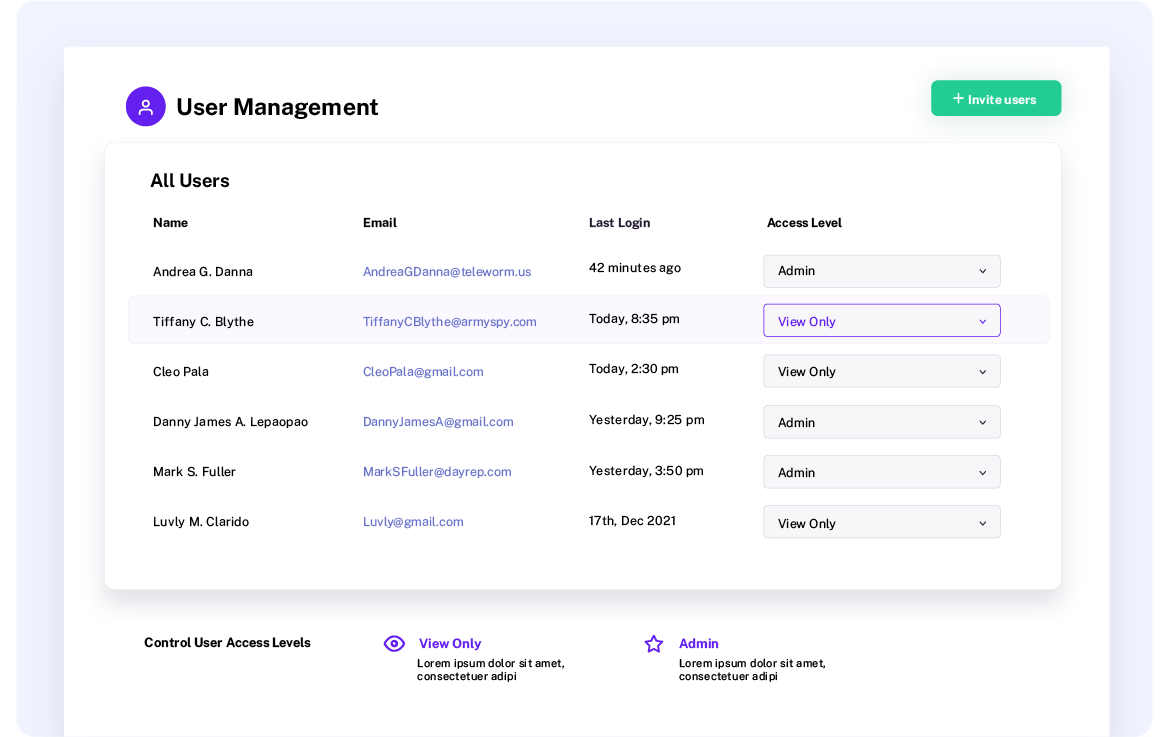 User Management
+ Invite users
All Users
Name Email Last Login Access Level
Andrea G. Danna AndreaGDanna@teleworm.us 42 minutes ago Admin
Tiffany C. Blythe TiffanyCBlythe@armyspy.com Today, 8:35 pm View Only
Cleo Pala CleoPala@gmail.com Today, 2:30 pm View Only
Danny James A. Lepaopao DannyJamesA@gmail.com Yesterday, 9:25 pm Admin
Mark S. Fuller MarkSFuller@dayrep.com Yesterday, 3:50 pm Admin
Luvly M. Clarido Luvly@gmail.com 17th, Dec 2021 View Only
Control User Access Levels
View Only
Lorem ipsum dolor sit amet,
consectetuer adipi
Admin
Lorem ipsum dolor sit amet,
consectetuer adipi